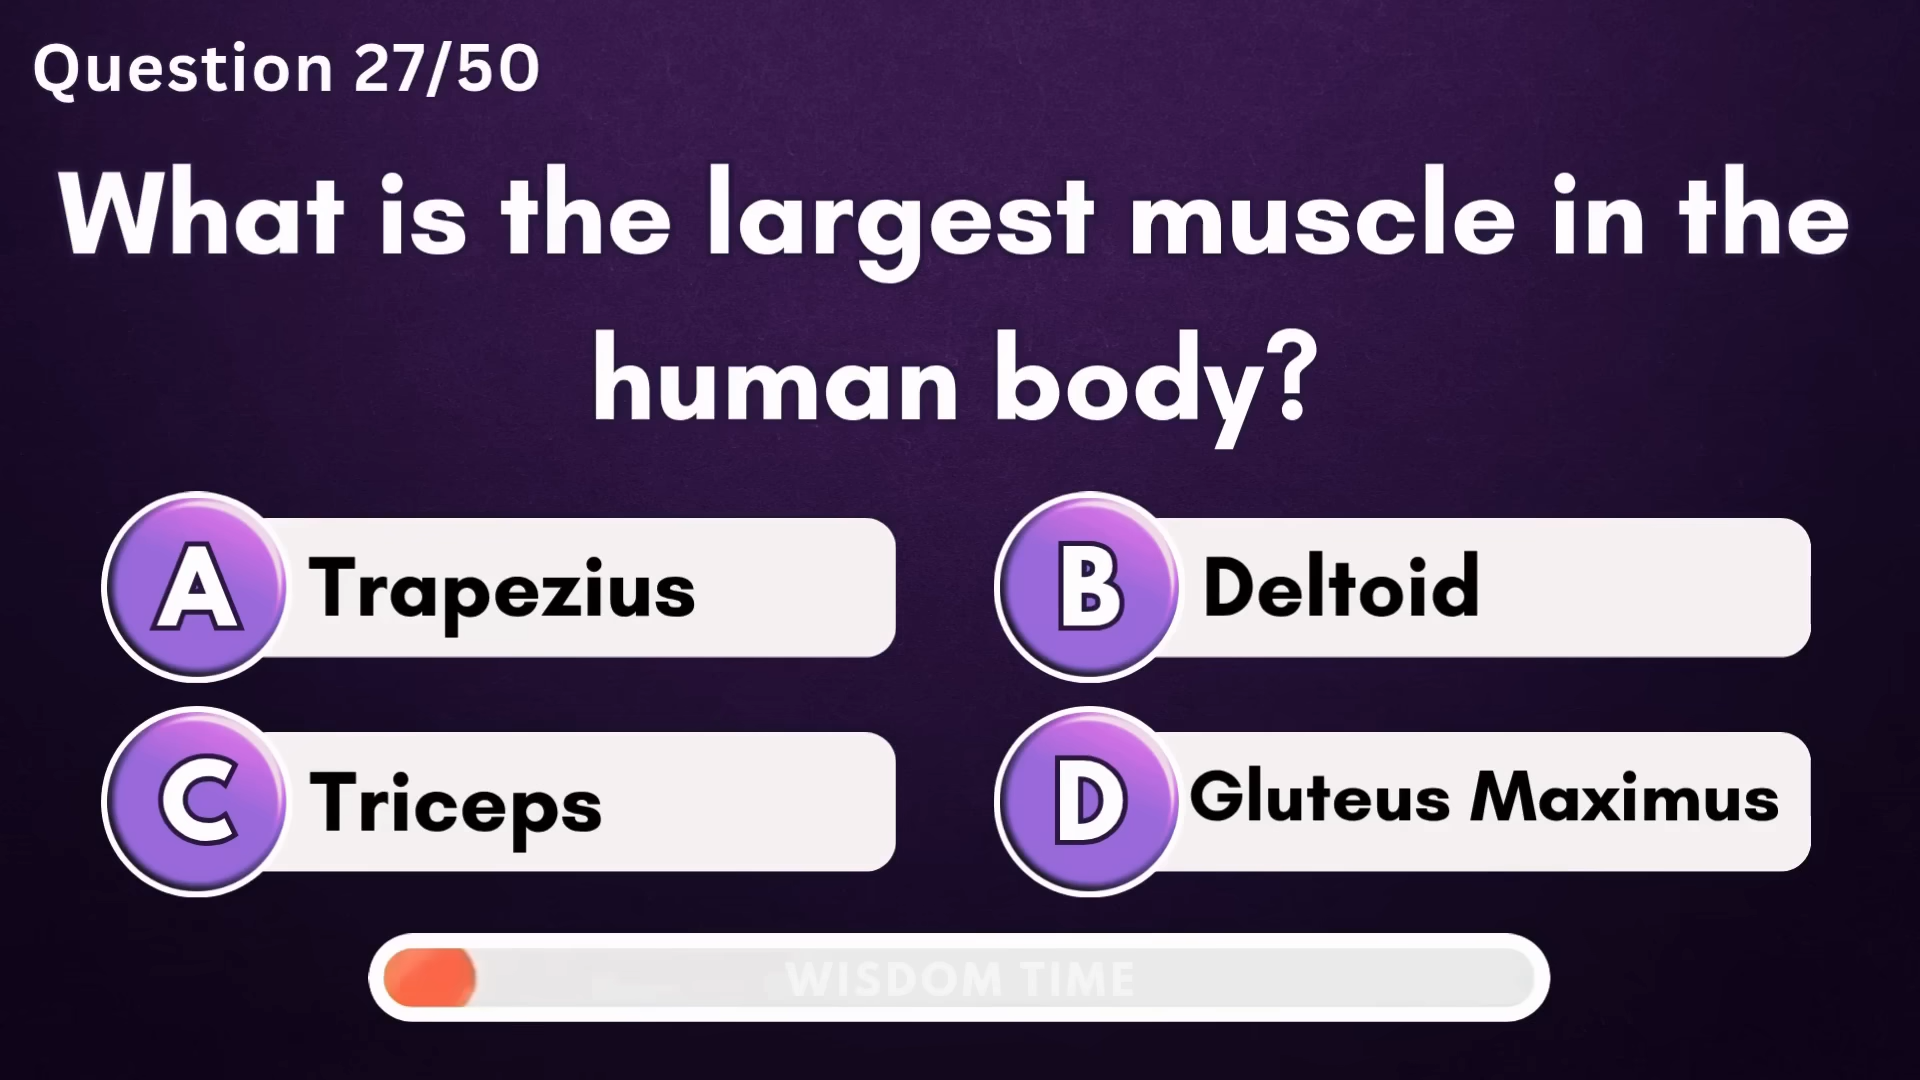 Question 27/50
What is the largest muscle in the
human body?
A Trapezius
B Deltoid
C Triceps
D Gluteus Maximus
WISDOM TIME